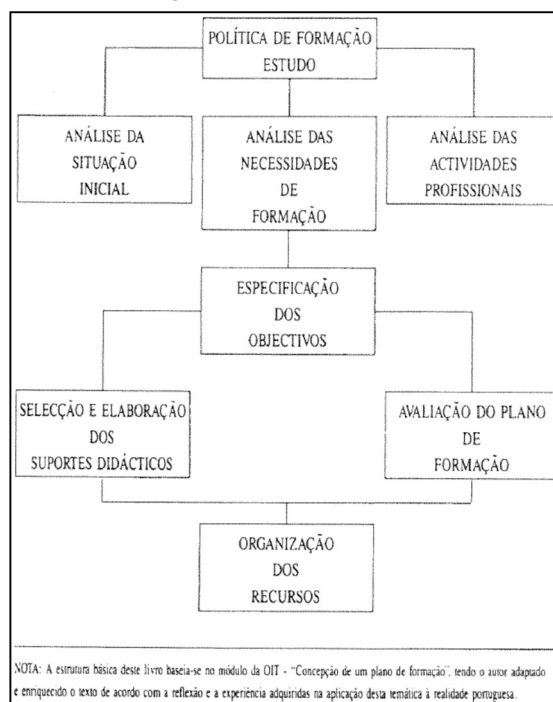 POLÍTICA DE FORMAÇÃO
ESTUDO
ANÁLISE DA
SITUAÇÃO
INICIAL
ANÁLISE DAS
NECESSIDADES
DE
FORMAÇÃO
ANÁLISE DAS
ACTIVIDADES
PROFISSIONAIS
ESPECIFICAÇÃO
DOS
OBJECTIVOS
SELECÇÃO E ELABORAÇÃO
DOS
SUPORTES DIDÁCTICOS
AVALIAÇÃO DO PLANO
DE
FORMAÇÃO
ORGANIZAÇÃO
DOS
RECURSOS
NOTA: A estrutura básica deste livro baseia-se no módulo da OIT - "Concepção de um plano de formação", tendo o autor adaptado
e enriquecido o texto de acordo com a reflexão e a experiência adquiridas na aplicação desta temática à realidade portuguesa.